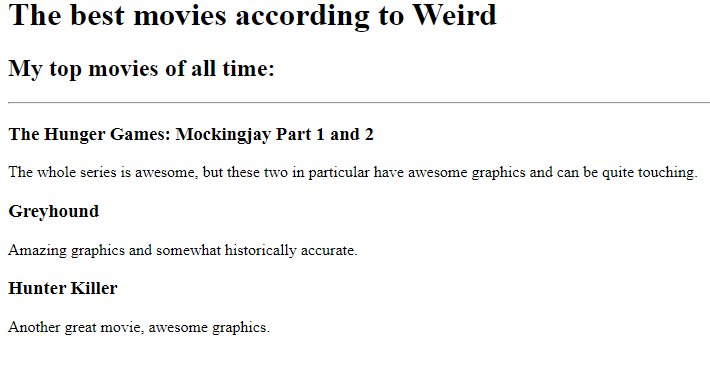 The best movies according to Weird
My top movies of all time:
The Hunger Games: Mockingjay Part 1 and 2
The whole series is awesome, but these two in particular have awesome graphics and can be quite touching.
Greyhound
Amazing graphics and somewhat historically accurate.
Hunter Killer
Another great movie, awesome graphics.